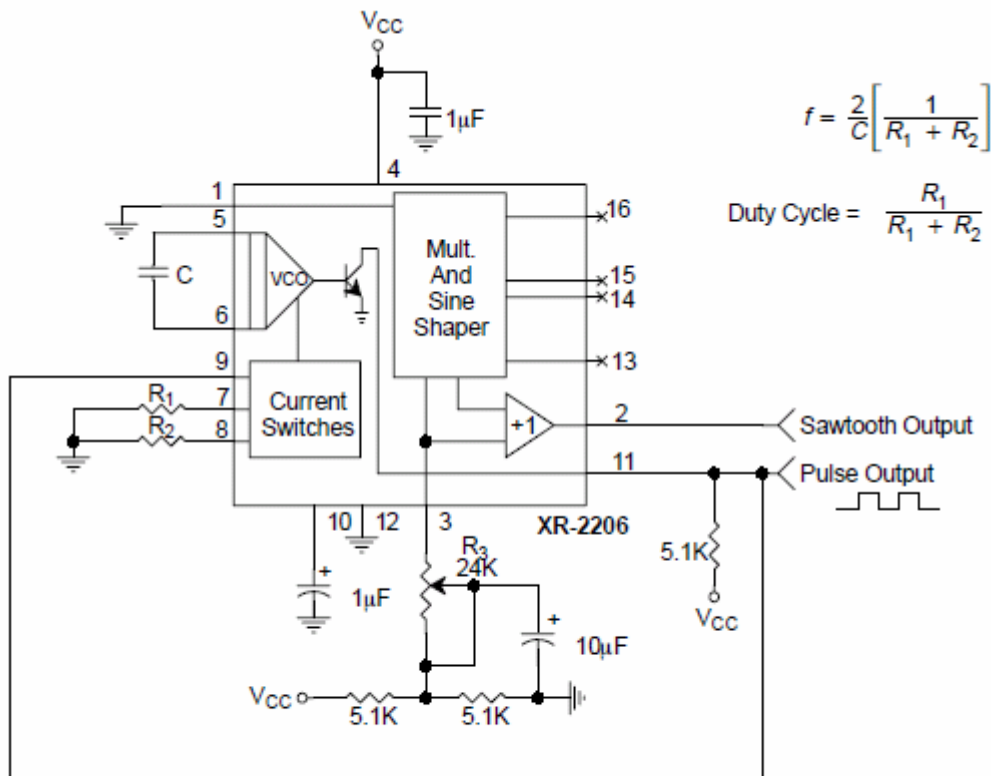 VCC
1μF
f = 2/C [ 1 / R1 + R2 ]
4
1
16
Duty Cycle = R1 / R1 + R2
5
Mult.
And
Sine
Shaper
VCO
C
15
14
6
13
9
R1
7
Current
Switches
R2
8
+1
2
Sawtooth Output
11
Pulse Output
10
12
3
XR-2206
R3
24K
5.1K
+
1μF
+
10μF
VCC
VCC
5.1K
5.1K